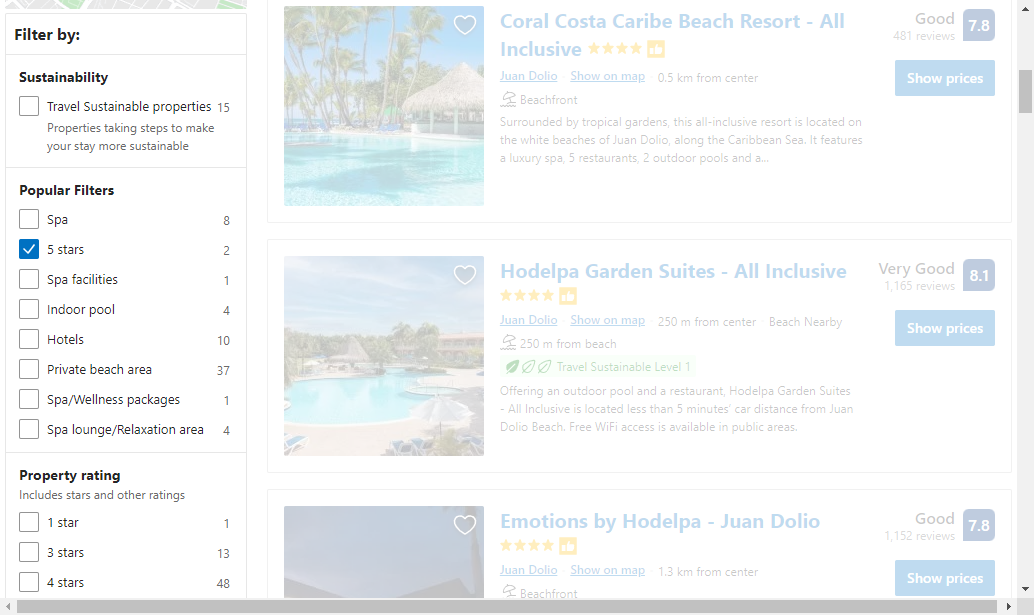 Filter by:
Sustainability
Travel Sustainable properties 15
Properties taking steps to make
your stay more sustainable
Popular Filters
Spa 8
5 stars 2
Spa facilities 1
Indoor pool 4
Hotels 10
Private beach area 37
Spa/Wellness packages 1
Spa lounge/Relaxation area 4
Property rating
Includes stars and other ratings
1 star 1
3 stars 13
4 stars 48
Coral Costa Caribe Beach Resort - All
Inclusive
Good 7.8
481 reviews
Juan Dolio Show on map 0.5 km from center
Show prices
Beachfront
Surrounded by tropical gardens, this all-inclusive resort is located on
the white beaches of Juan Dolio, along the Caribbean Sea. It features
a luxury spa, 5 restaurants, 2 outdoor pools and a...
Hodelpa Garden Suites - All Inclusive
Very Good 8.1
1,165 reviews
Juan Dolio Show on map 250 m from center Beach Nearby
Show prices
250 m from beach
Travel Sustainable Level 1
Offering an outdoor pool and a restaurant, Hodelpa Garden Suites
- All Inclusive is located less than 5 minutes' car distance from Juan
Dolio Beach. Free WiFi access is available in public areas.
Emotions by Hodelpa - Juan Dolio
Good 7.8
1,152 reviews
Juan Dolio Show on map 1.3 km from center
Show prices
Beachfront